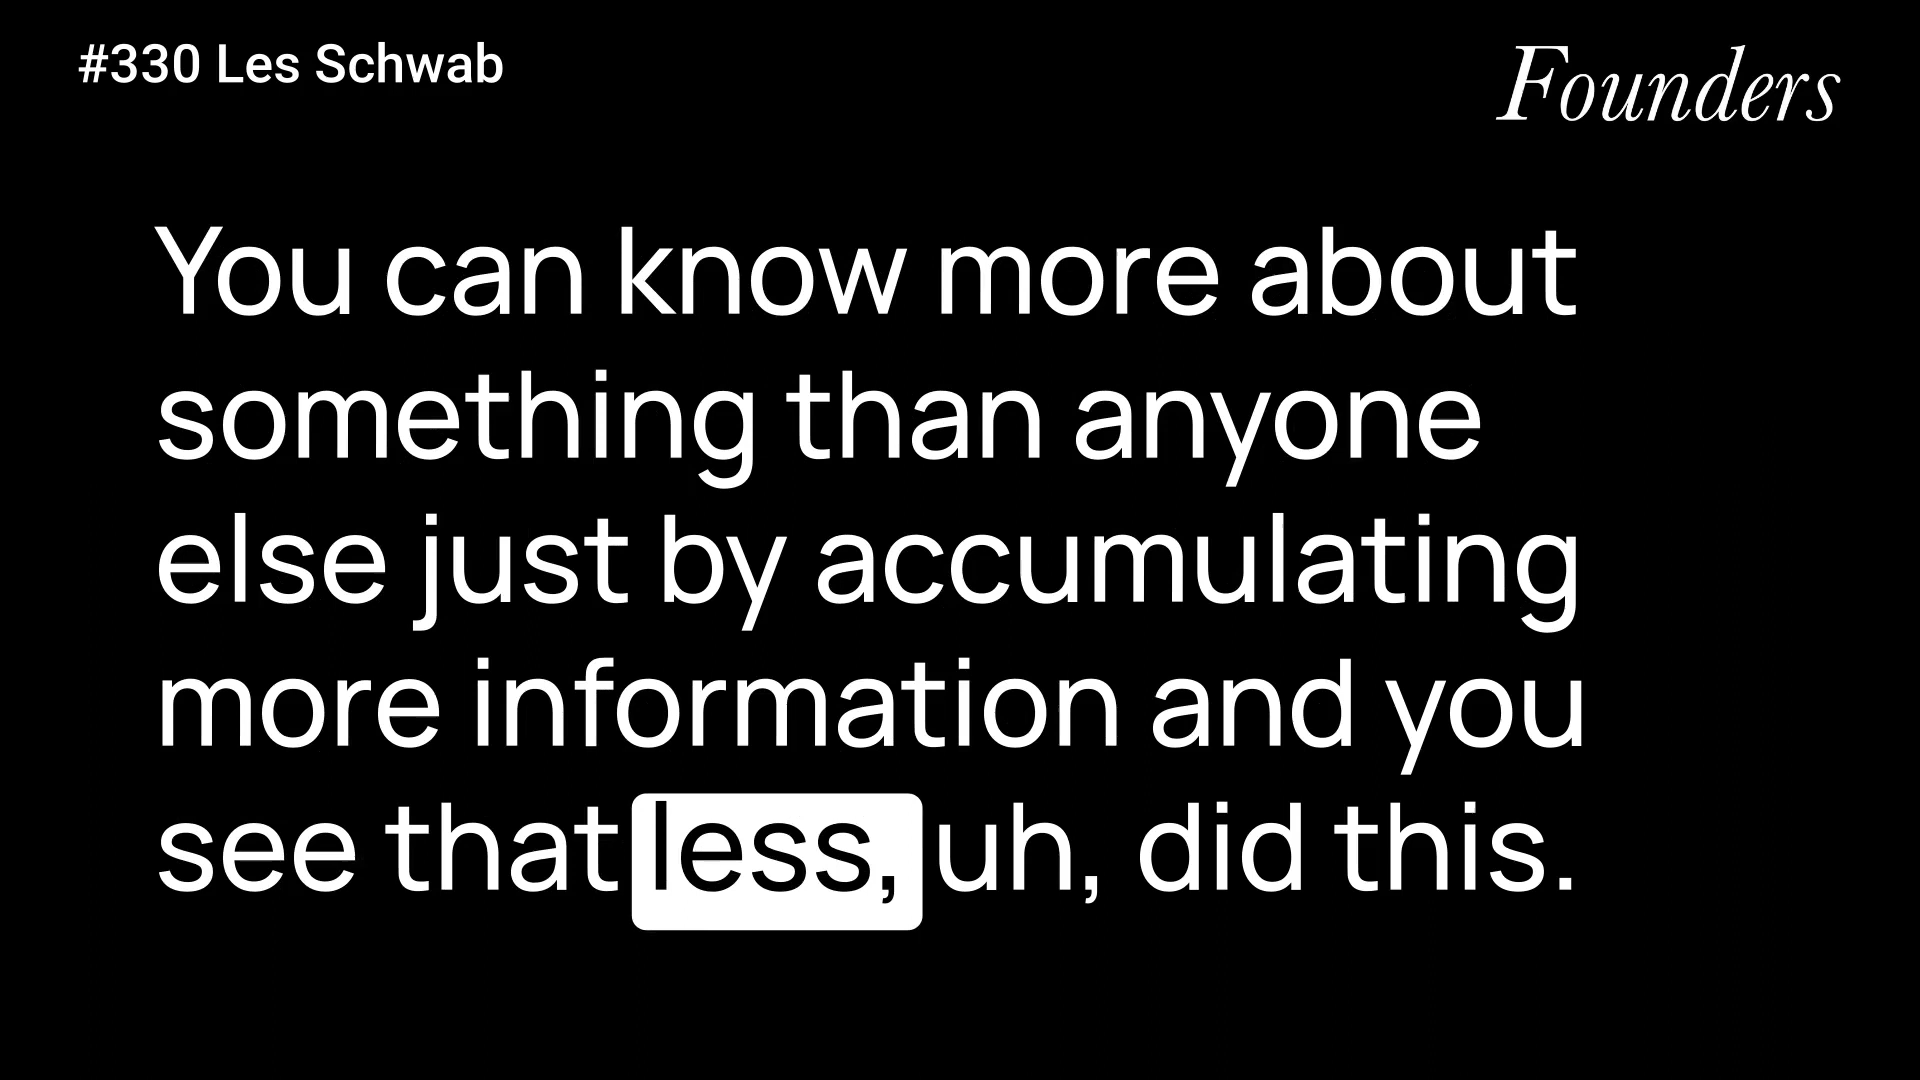 #330 Les Schwab
Founders
You can know more about
something than anyone
else just by accumulating
more information and you
see that less, uh, did this.